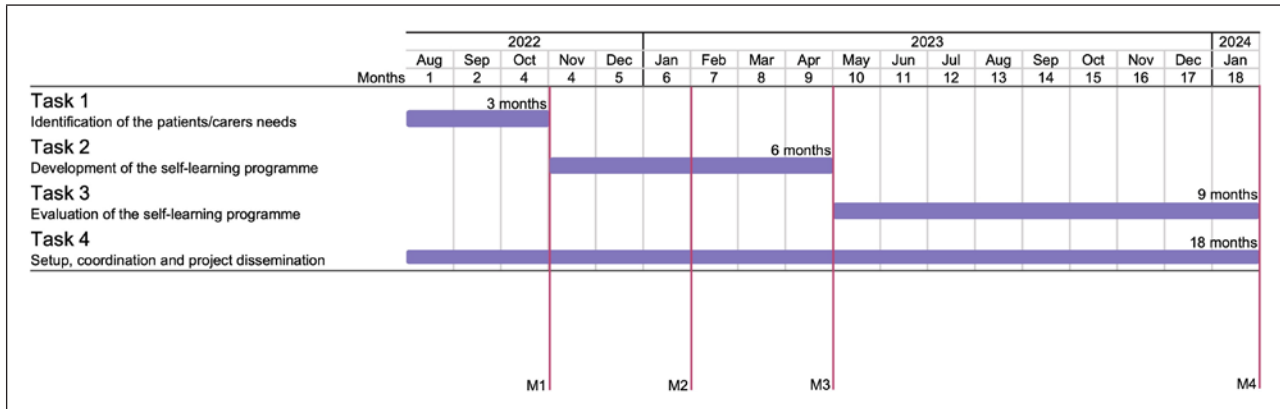 2022 2023 2024
Aug Sep Oct Nov Dec Jan Feb Mar Apr May Jun Jul Aug Sep Oct Nov Dec Jan
Months 1 2 4 4 5 6 7 8 9 10 11 12 13 14 15 16 17 18
Task 1
3 months
Identification of the patients/carers needs
Task 2
6 months
Development of the self-learning programme
Task 3
9 months
Evaluation of the self-learning programme
Task 4
18 months
Setup, coordination and project dissemination
M1 M2 M3 M4